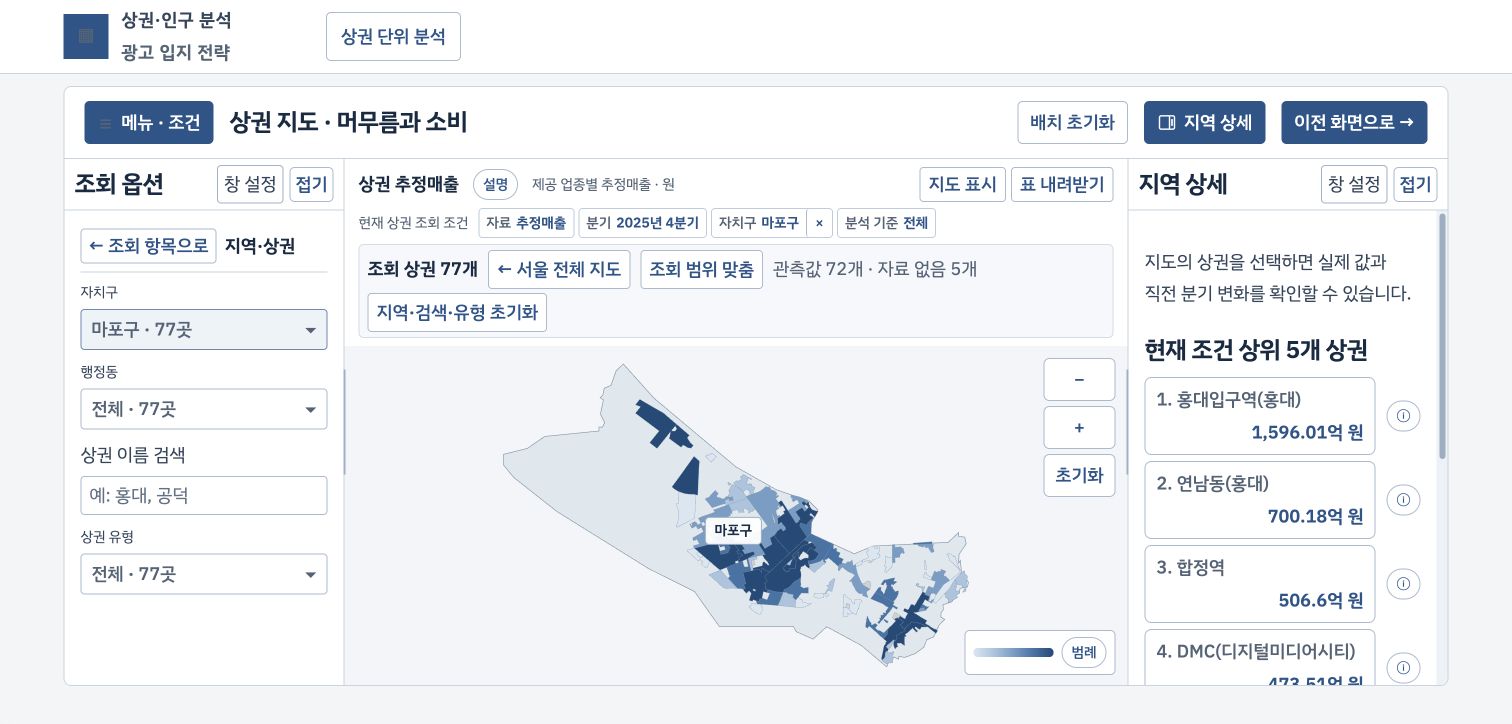 상권·인구 분석
광고 입지 전략
상권 단위 분석
≡ 메뉴 · 조건
상권 지도 · 머무름과 소비
배치 초기화
지역 상세
이전 화면으로 →
조회 옵션
창 설정
접기
← 조회 항목으로
지역·상권
자치구
마포구 · 77곳
행정동
전체 · 77곳
상권 이름 검색
예: 홍대, 공덕
상권 유형
전체 · 77곳
상권 추정매출
설명
제공 업종별 추정매출 · 원
지도 표시
표 내려받기
현재 상권 조회 조건
자료 추정매출
분기 2025년 4분기
자치구 마포구 ×
분석 기준 전체
조회 상권 77개
← 서울 전체 지도
조회 범위 맞춤
관측값 72개 · 자료 없음 5개
지역·검색·유형 초기화
−
+
초기화
마포구
범례
지역 상세
창 설정
접기
지도의 상권을 선택하면 실제 값과
직전 분기 변화를 확인할 수 있습니다.
현재 조건 상위 5개 상권
1. 홍대입구역(홍대)
1,596.01억 원
2. 연남동(홍대)
700.18억 원
3. 합정역
506.6억 원
4. DMC(디지털미디어시티)
473.51억 원